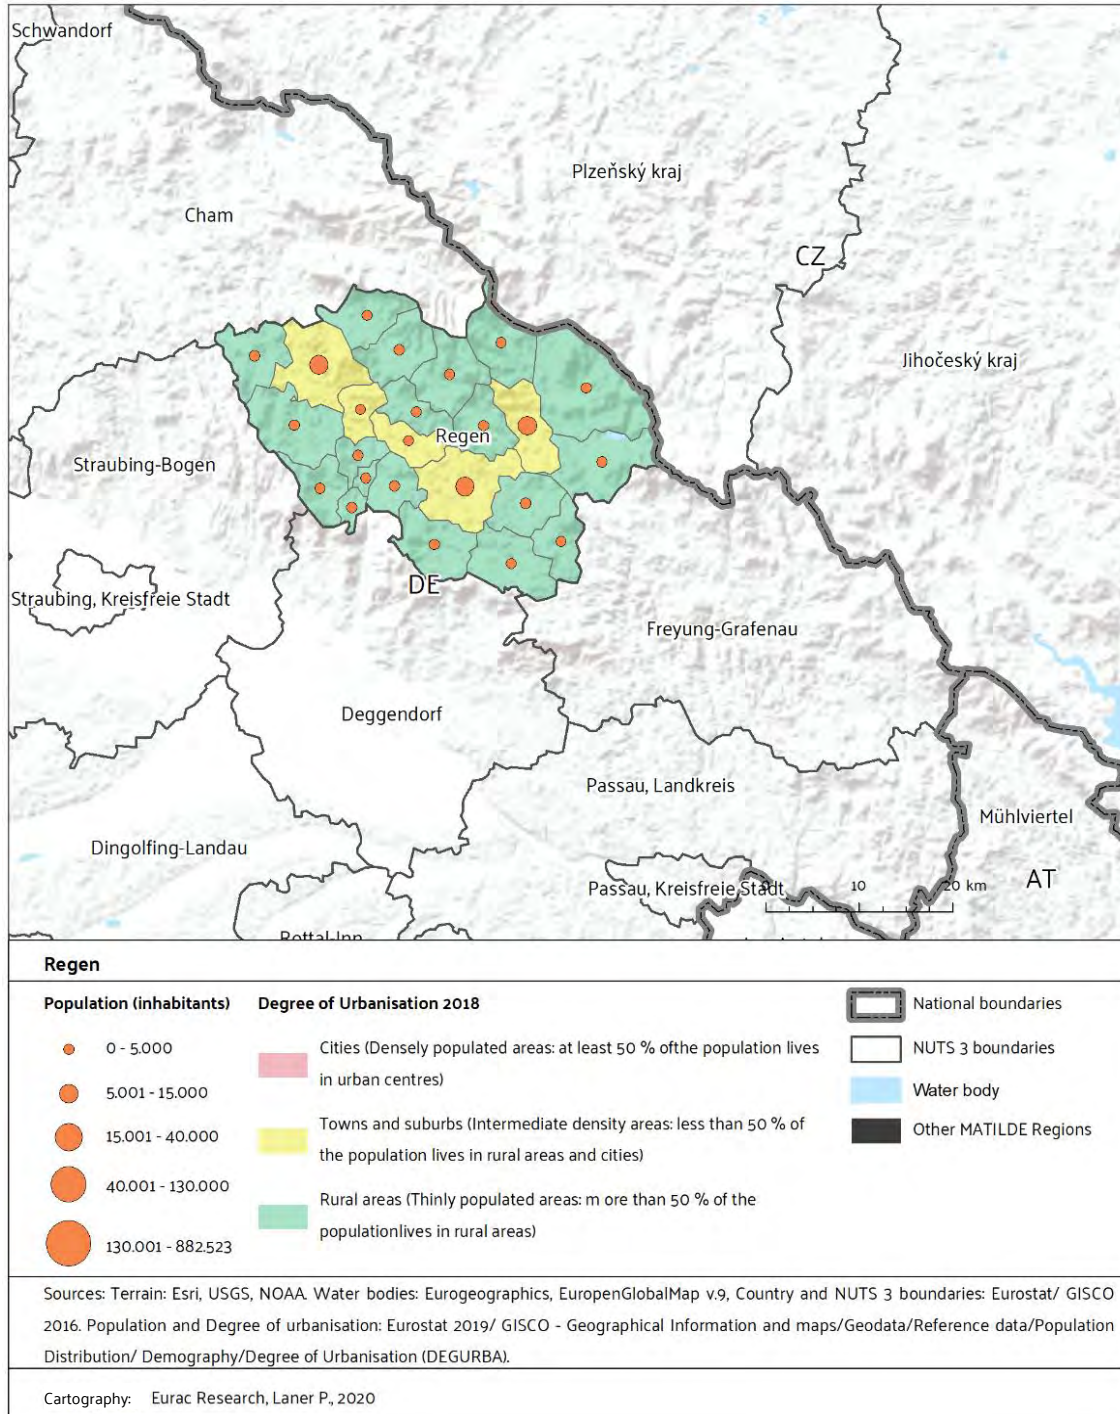 Schwandorf
Plzeňský kraj
Cham
CZ
Jihočeský kraj
Regen
Straubing-Bogen
DE
Straubing, Kreisfreie Stadt
Freyung-Grafenau
Deggendorf
Passau, Landkreis
Mühlviertel
Dingolfing-Landau
AT
Passau, Kreisfreie Stadt
0 10 20 km
Rottal-Inn
Regen
Population (inhabitants)
0 - 5.000
5.001 - 15.000
15.001 - 40.000
40.001 - 130.000
130.001 - 882.523
Degree of Urbanisation 2018
Cities (Densely populated areas: at least 50 % ofthe population lives
in urban centres)
Towns and suburbs (Intermediate density areas: less than 50 % of
the population lives in rural areas and cities)
Rural areas (Thinly populated areas: m ore than 50 % of the
populationlives in rural areas)
National boundaries
NUTS 3 boundaries
Water body
Other MATILDE Regions
Sources: Terrain: Esri, USGS, NOAA. Water bodies: Eurogeographics, EuropenGlobalMap v.9, Country and NUTS 3 boundaries: Eurostat/ GISCO
2016. Population and Degree of urbanisation: Eurostat 2019/ GISCO - Geographical Information and maps/Geodata/Reference data/Population
Distribution/ Demography/Degree of Urbanisation (DEGURBA).
Cartography: Eurac Research, Laner P., 2020